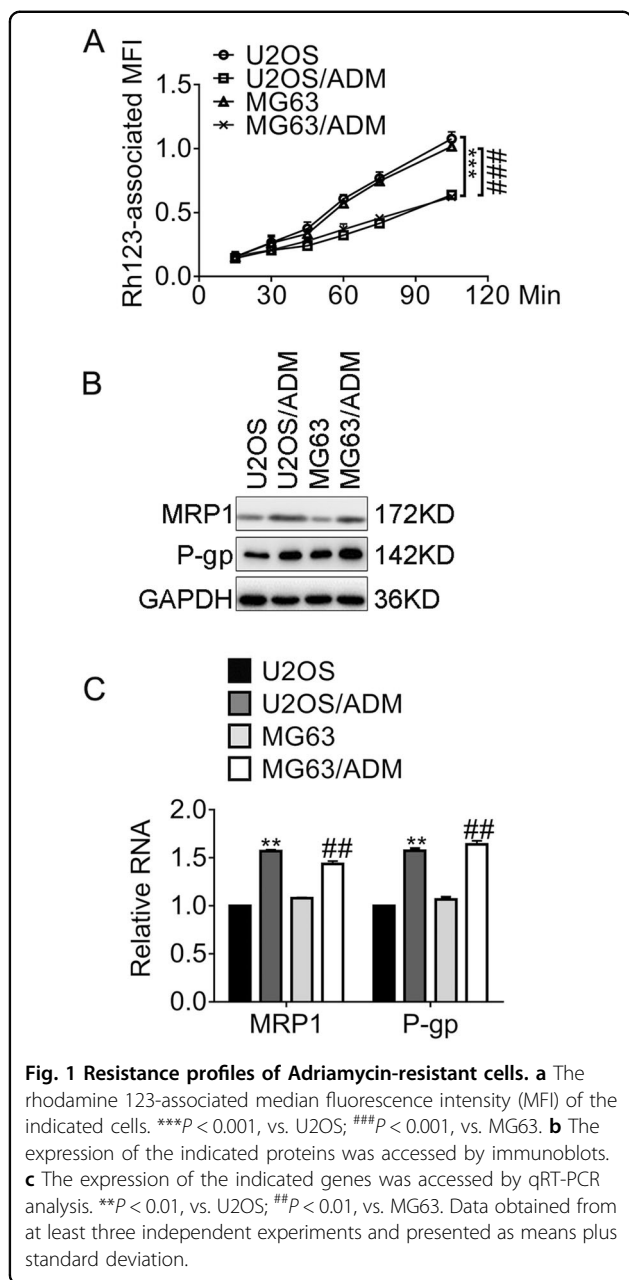 A
U2OS
U2OS/ADM
MG63
MG63/ADM
Rh123-associated MFI
1.5
1.0
0.5
0.0
0 30 60 90 120 Min
***
###
B
U2OS U2OS/ADM MG63 MG63/ADM
MRP1 172KD
P-gp 142KD
GAPDH 36KD
C
U2OS
U2OS/ADM
MG63
MG63/ADM
Relative RNA
2.0
1.5
1.0
0.5
0.0
** ## ** ##
MRP1 P-gp
Fig. 1 Resistance profiles of Adriamycin-resistant cells. a The
rhodamine 123-associated median fluorescence intensity (MFI) of the
indicated cells. ***P < 0.001, vs. U2OS; ###P < 0.001, vs. MG63. b The
expression of the indicated proteins was accessed by immunoblots.
c The expression of the indicated genes was accessed by qRT-PCR
analysis. **P < 0.01, vs. U2OS; ##P < 0.01, vs. MG63. Data obtained from
at least three independent experiments and presented as means plus
standard deviation.